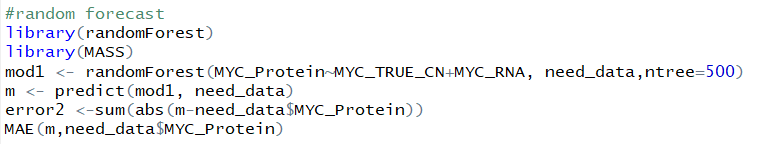 #random forecast
library(randomForest)
library(MASS)
mod1 <- randomForest(MYC_Protein~MYC_TRUE_CN+MYC_RNA, need_data,ntree=500)
m <- predict(mod1, need_data)
error2 <-sum(abs(m-need_data$MYC_Protein))
MAE(m,need_data$MYC_Protein)